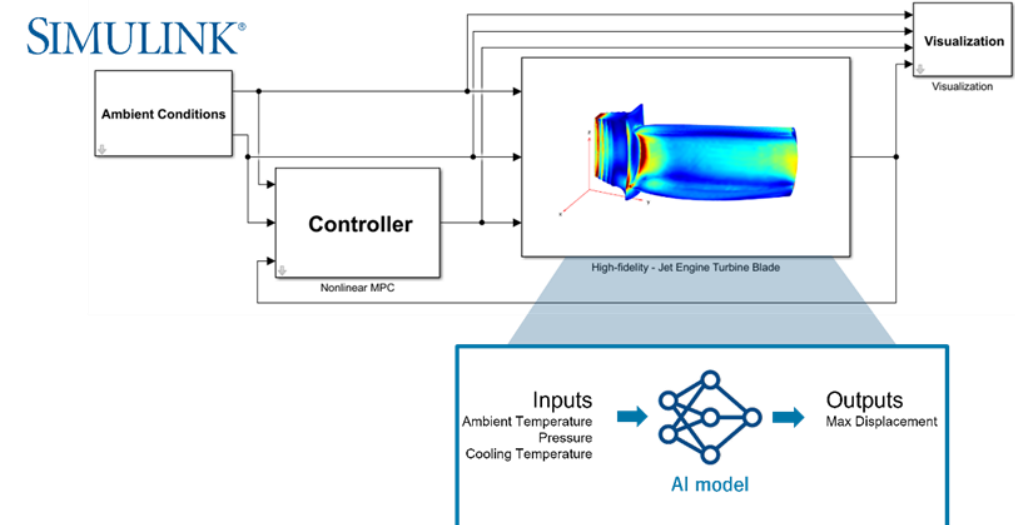 SIMULINK®
Ambient Conditions
Visualization
Visualization
Controller
Nonlinear MPC
z
x
y
High-fidelity - Jet Engine Turbine Blade
Inputs
Ambient Temperature
Pressure
Cooling Temperature
AI model
Outputs
Max Displacement